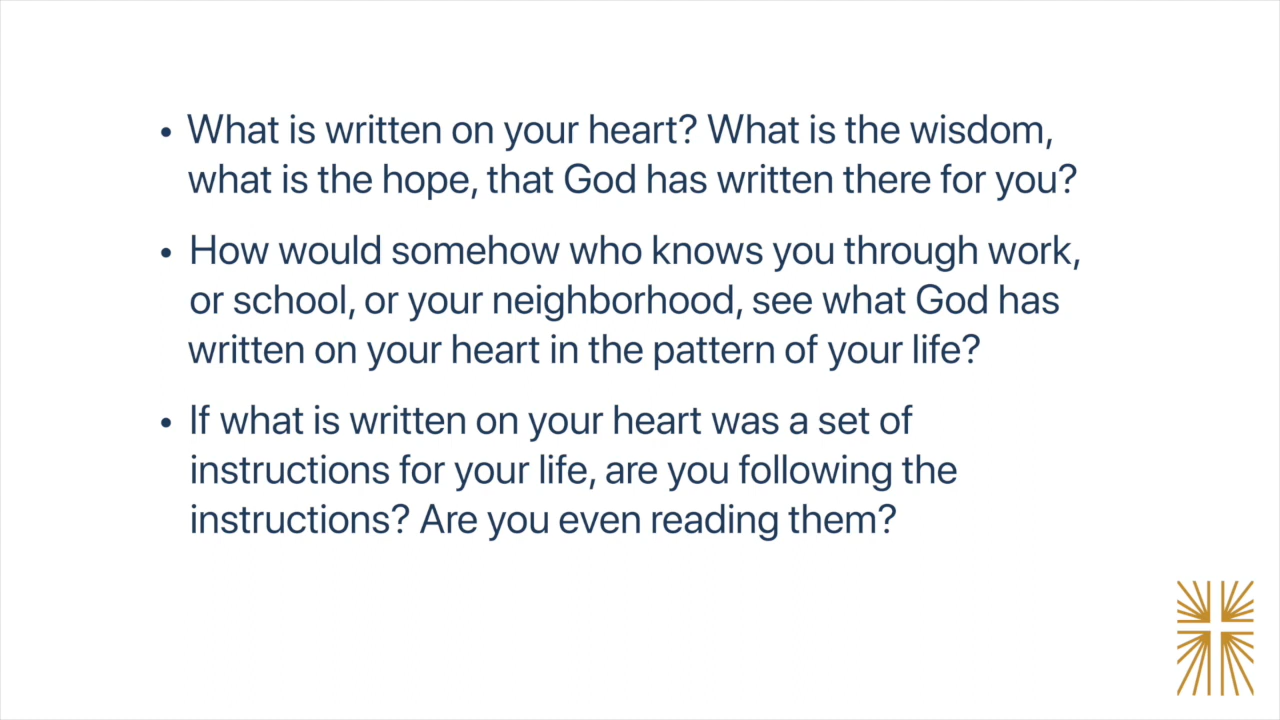 • What is written on your heart? What is the wisdom,
what is the hope, that God has written there for you?
• How would somehow who knows you through work,
or school, or your neighborhood, see what God has
written on your heart in the pattern of your life?
• If what is written on your heart was a set of
instructions for your life, are you following the
instructions? Are you even reading them?